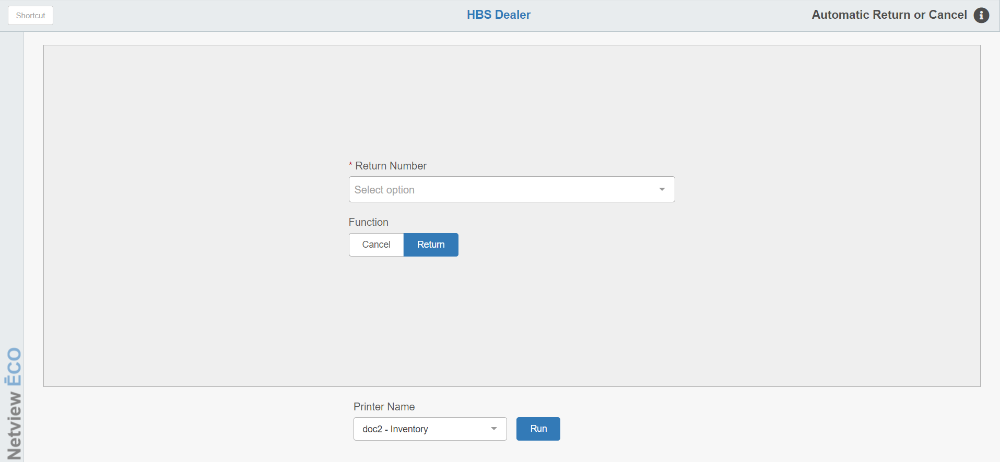 Shortcut
HBS Dealer
Automatic Return or Cancel
* Return Number
Select option
Function
Cancel
Return
Printer Name
doc2 - Inventory
Run
Netview ĒCO